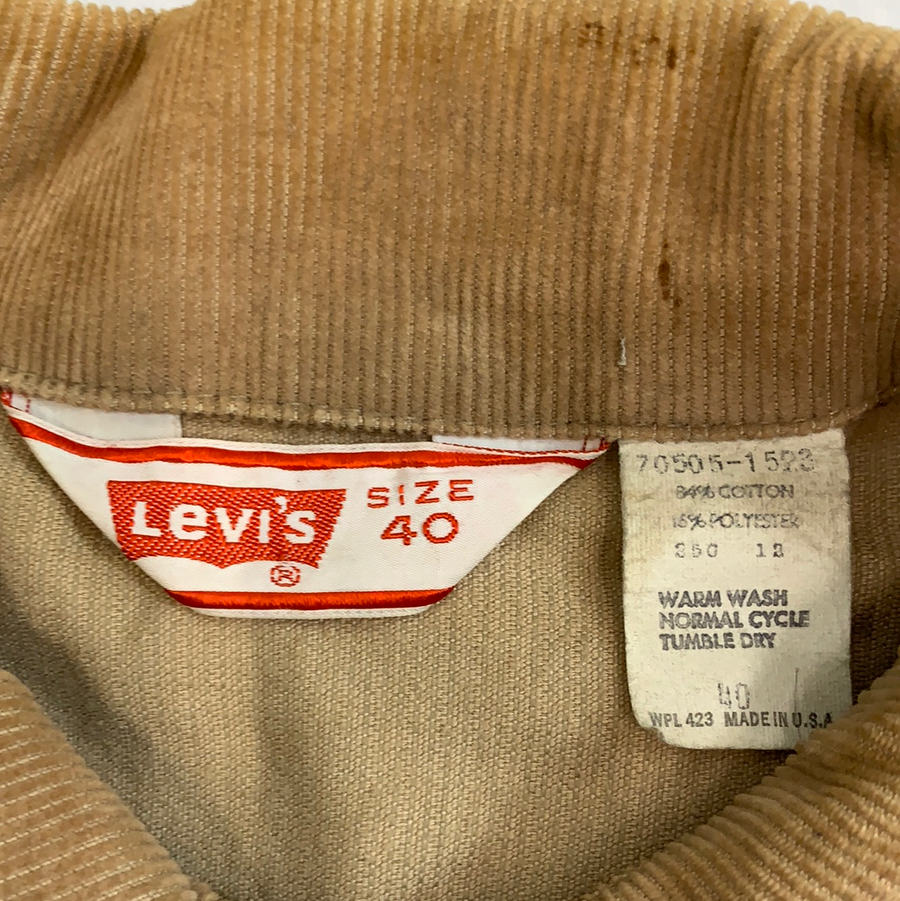 Levi's
®
SIZE
40
70505-1523
84% COTTON
16% POLYESTER
WARM WASH
NORMAL CYCLE
TUMBLE DRY
40
WPL 423 MADE IN U.S.A